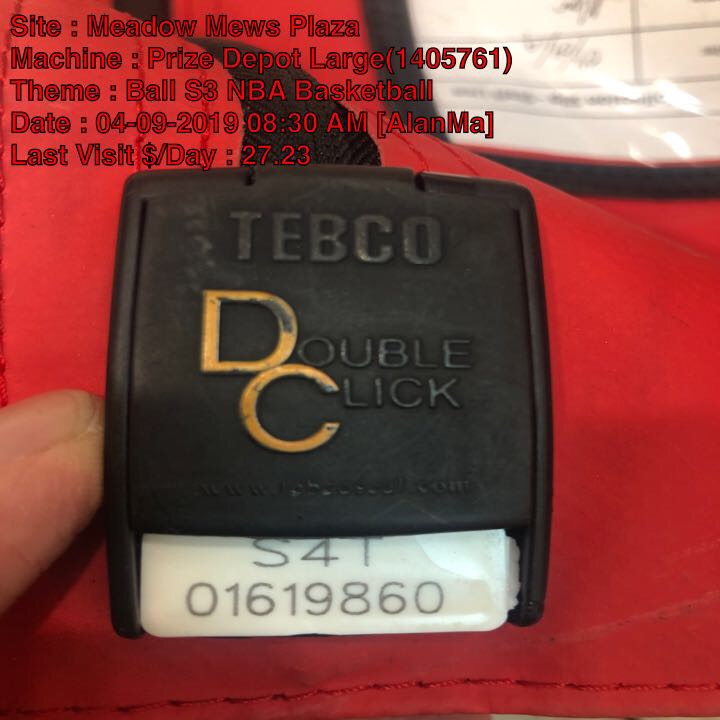 Site : Meadow Mews Plaza
Machine : Prize Depot Large(1405761)
Theme : Ball S3 NBA Basketball
Date : 04-09-2019 08:30 AM [AlanMa]
Last Visit $/Day : 27.23
TEBCO
DOUBLE
CLICK
S4T
01619860